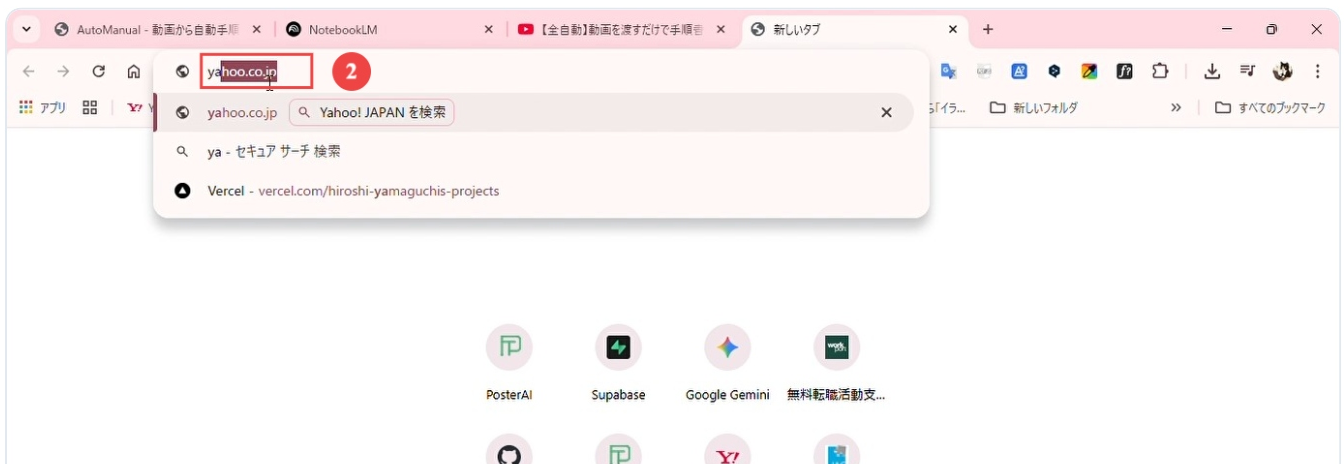 AutoManual - 動画から自動手順
NotebookLM
【全自動】動画を渡すだけで手順書
新しいタブ
yahoo.co.jp
2
アプリ
新しいフォルダ
すべてのブックマーク
yahoo.co.jp Yahoo! JAPAN を検索
ya - セキュア サーチ 検索
Vercel - vercel.com/hiroshi-yamaguchis-projects
PosterAI
Supabase
Google Gemini
無料転職活動支...